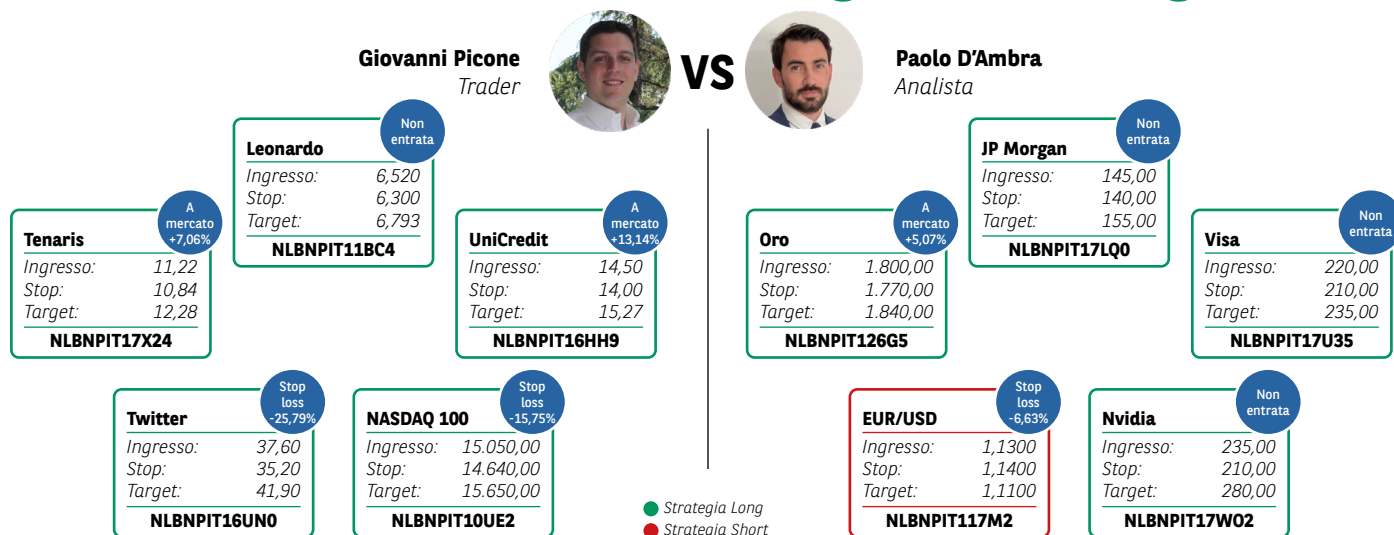 Giovanni Picone
Trader
VS
Paolo D'Ambra
Analista
Non
entrata
Leonardo
Ingresso: 6,520
Stop: 6,300
Target: 6,793
NLBNPIT11BC4
A
mercato
+7,06%
Tenaris
Ingresso: 11,22
Stop: 10,84
Target: 12,28
NLBNPIT17X24
A
mercato
+13,14%
UniCredit
Ingresso: 14,50
Stop: 14,00
Target: 15,27
NLBNPIT16HH9
Stop
loss
-25,79%
Twitter
Ingresso: 37,60
Stop: 35,20
Target: 41,90
NLBNPIT16UN0
Stop
loss
-15,75%
NASDAQ 100
Ingresso: 15.050,00
Stop: 14.640,00
Target: 15.650,00
NLBNPIT10UE2
Non
entrata
JP Morgan
Ingresso: 145,00
Stop: 140,00
Target: 155,00
NLBNPIT17LQ0
A
mercato
+5,07%
Oro
Ingresso: 1.800,00
Stop: 1.770,00
Target: 1.840,00
NLBNPIT126G5
Non
entrata
Visa
Ingresso: 220,00
Stop: 210,00
Target: 235,00
NLBNPIT17U35
Stop
loss
-6,63%
EUR/USD
Ingresso: 1,1300
Stop: 1,1400
Target: 1,1100
NLBNPIT117M2
Non
entrata
Nvidia
Ingresso: 235,00
Stop: 210,00
Target: 280,00
NLBNPIT17WO2
Strategia Long
Strategia Short